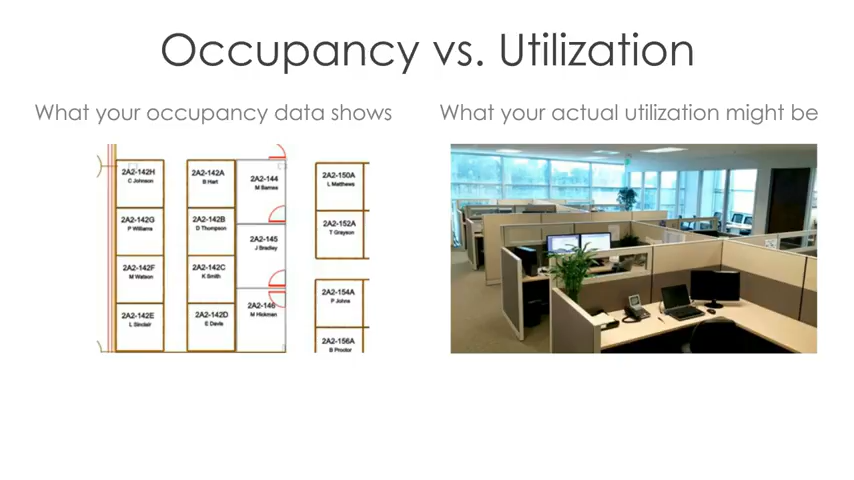 Occupancy vs. Utilization
What your occupancy data shows
What your actual utilization might be
2A2-142H
C Johnson
2A2-142G
P Williams
2A2-142F
M Watson
2A2-142E
L Sinclair
2A2-142A
B Hart
2A2-142B
D Thompson
2A2-142C
K Smith
2A2-142D
E Davis
2A2-144
M Barnes
2A2-145
J Bradley
2A2-146
M Hickman
2A2-150A
L Matthews
2A2-152A
T Grayson
2A2-154A
P Johns
2A2-156A
B Proctor